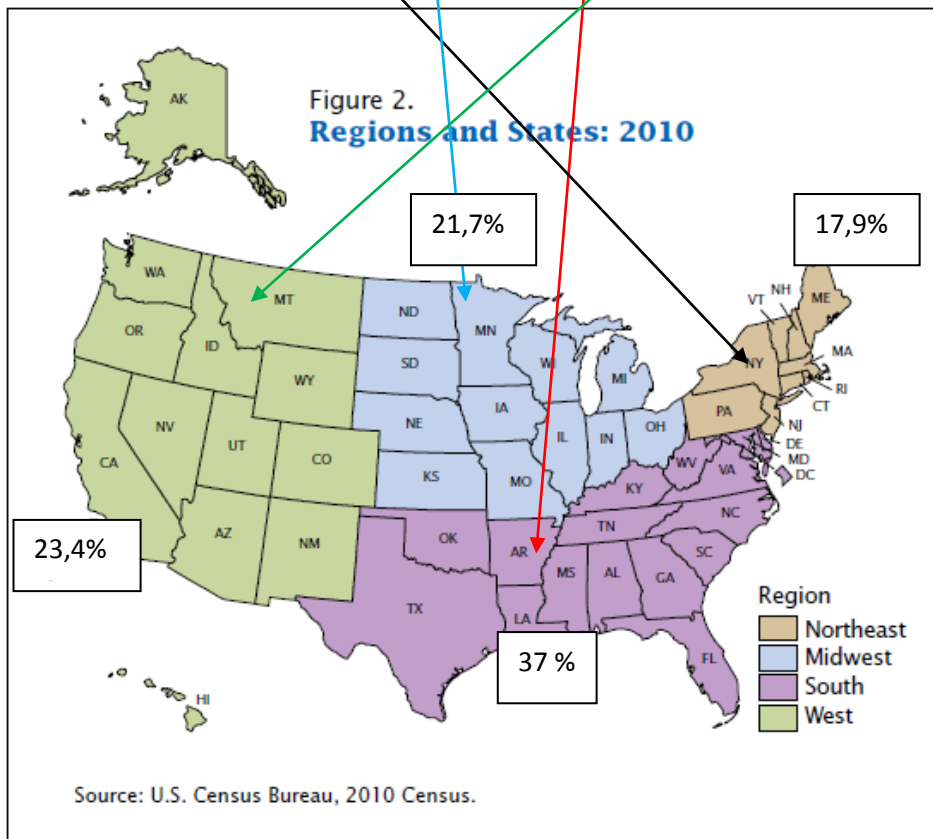 AK
Figure 2.
Regions and States: 2010
21,7%
17,9%
WA
MT
ND
MN
VT
NH
ME
OR
ID
SD
WI
MI
NY
MA
RI
CT
WY
NE
IA
PA
NJ
NV
UT
CO
IL
IN
OH
DE
MD
DC
CA
KS
MO
WV
VA
KY
23,4%
AZ
NM
OK
AR
TN
NC
SC
TX
LA
MS
AL
GA
37 %
FL
HI
Region
Northeast
Midwest
South
West
Source: U.S. Census Bureau, 2010 Census.